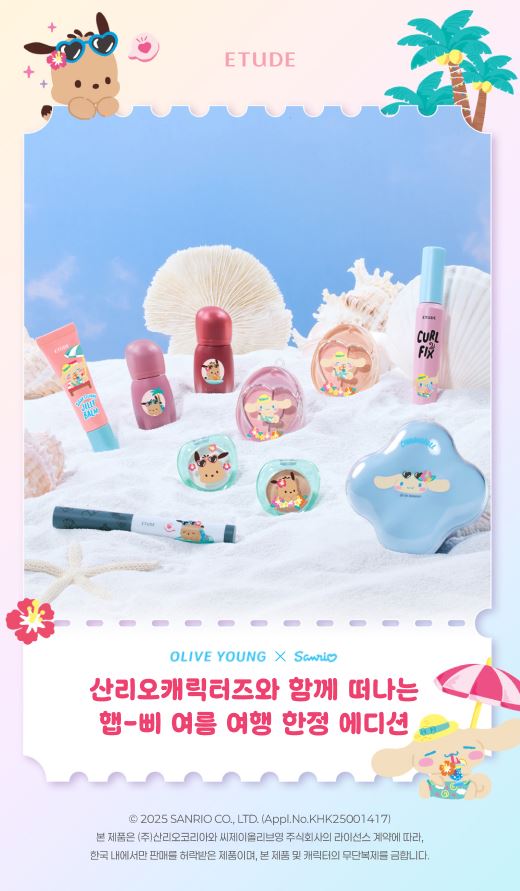 ETUDE
ETUDE
CURL
FIX
JELLY
BALM
ETUDE
OLIVE YOUNG × Sanrio
산리오캐릭터즈와 함께 떠나는
햅-삐 여름 여행 한정 에디션
© 2025 SANRIO CO., LTD. (Appl.No.KHK25001417)
본 제품은 (주)산리오코리아와 씨제이올리브영 주식회사의 라이선스 계약에 따라,
한국 내에서만 판매를 허락받은 제품이며, 본 제품 및 캐릭터의 무단복제를 금합니다.